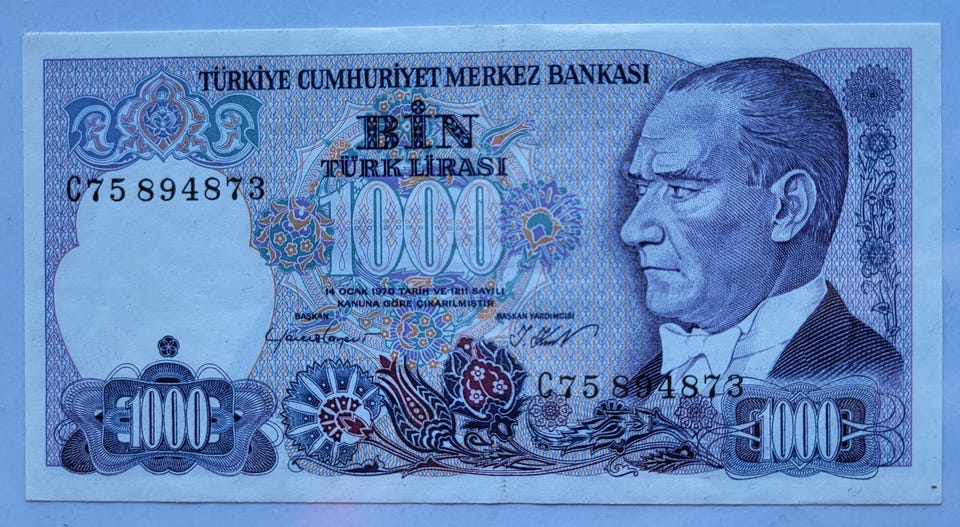 TÜRKİYE CUMHURİYET MERKEZ BANKASI
BİN
TÜRK LİRASI
C75 894873
1000
14 OCAK 1970 TARİH VE 1211 SAYILI
KANUNA GÖRE ÇIKARILMIŞTIR
BAŞKAN BAŞKAN YARDIMCISI
C75 894873
1000 1000